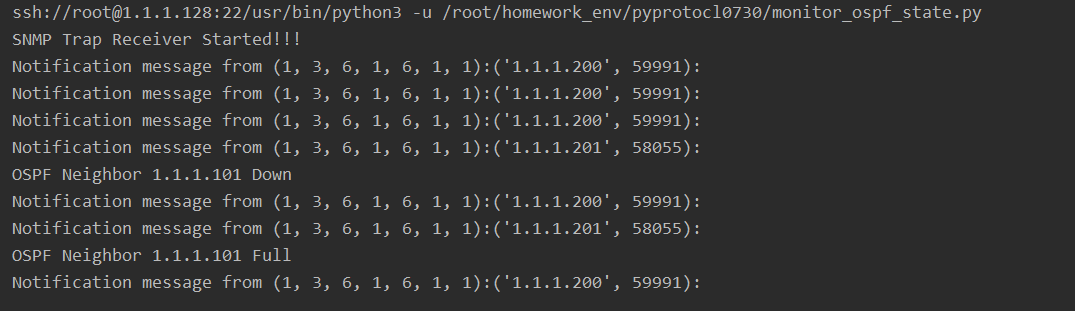 ssh://root@1.1.1.128:22/usr/bin/python3 -u /root/homework_env/pyprotocl0730/monitor_ospf_state.py
SNMP Trap Receiver Started!!!
Notification message from (1, 3, 6, 1, 6, 1, 1):('1.1.1.200', 59991):
Notification message from (1, 3, 6, 1, 6, 1, 1):('1.1.1.200', 59991):
Notification message from (1, 3, 6, 1, 6, 1, 1):('1.1.1.200', 59991):
Notification message from (1, 3, 6, 1, 6, 1, 1):('1.1.1.201', 58055):
OSPF Neighbor 1.1.1.101 Down
Notification message from (1, 3, 6, 1, 6, 1, 1):('1.1.1.200', 59991):
Notification message from (1, 3, 6, 1, 6, 1, 1):('1.1.1.201', 58055):
OSPF Neighbor 1.1.1.101 Full
Notification message from (1, 3, 6, 1, 6, 1, 1):('1.1.1.200', 59991):